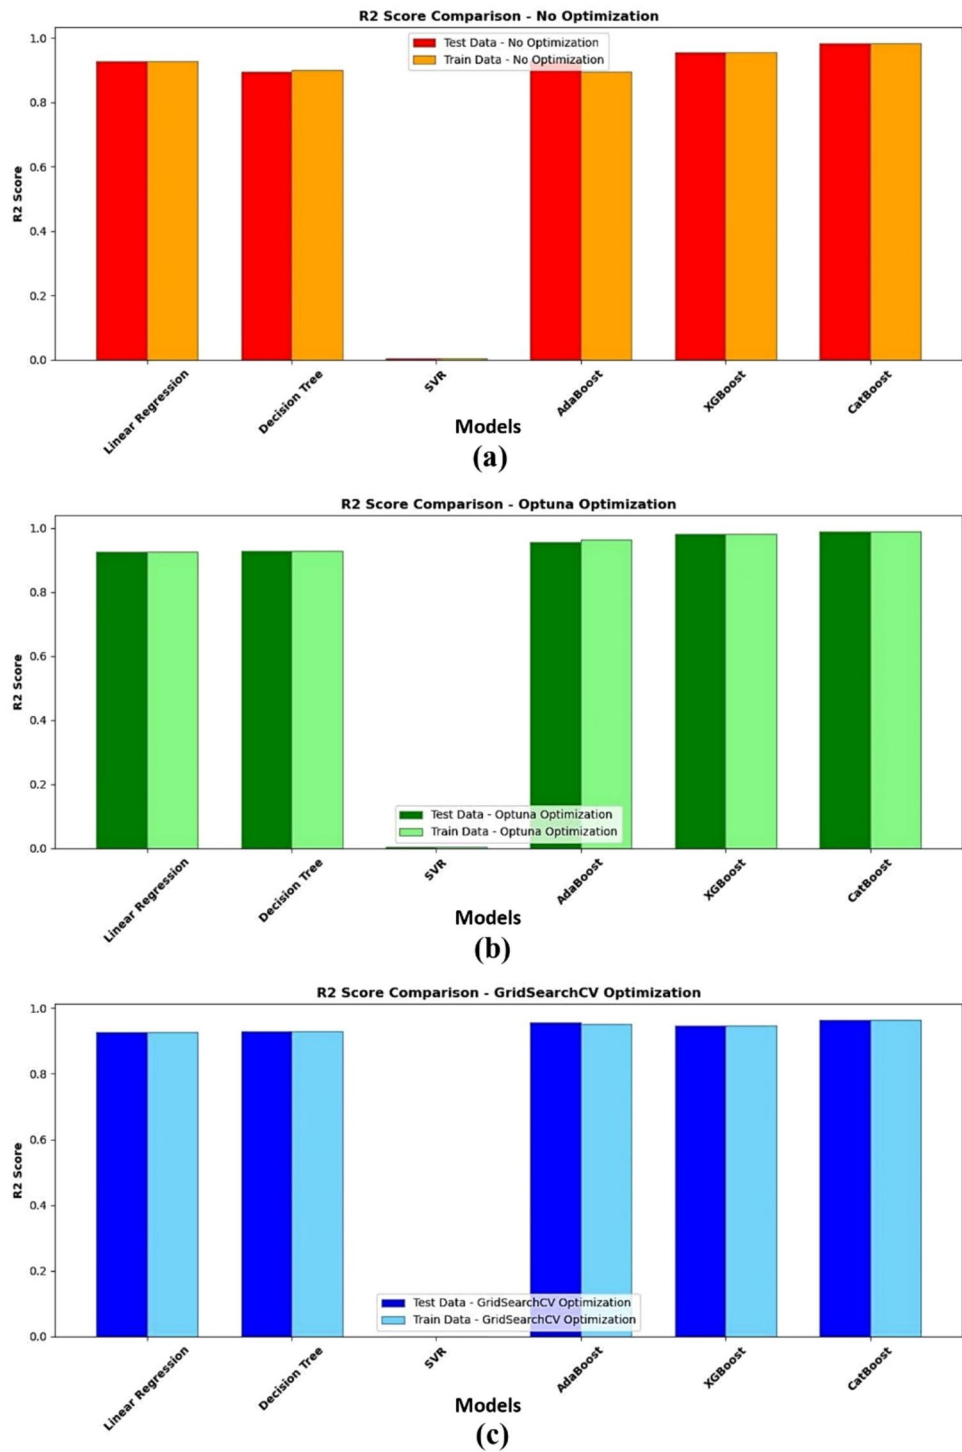 R2 Score Comparison - No Optimization
1.0
0.8
0.6
0.4
0.2
0.0
R2 Score
Test Data - No Optimization
Train Data - No Optimization
Linear Regression
Decision Tree
SVR
AdaBoost
XGBoost
CatBoost
Models
(a)
R2 Score Comparison - Optuna Optimization
1.0
0.8
0.6
0.4
0.2
0.0
R2 Score
Test Data - Optuna Optimization
Train Data - Optuna Optimization
Linear Regression
Decision Tree
SVR
AdaBoost
XGBoost
CatBoost
Models
(b)
R2 Score Comparison - GridSearchCV Optimization
1.0
0.8
0.6
0.4
0.2
0.0
R2 Score
Test Data - GridSearchCV Optimization
Train Data - GridSearchCV Optimization
Linear Regression
Decision Tree
SVR
AdaBoost
XGBoost
CatBoost
Models
(c)